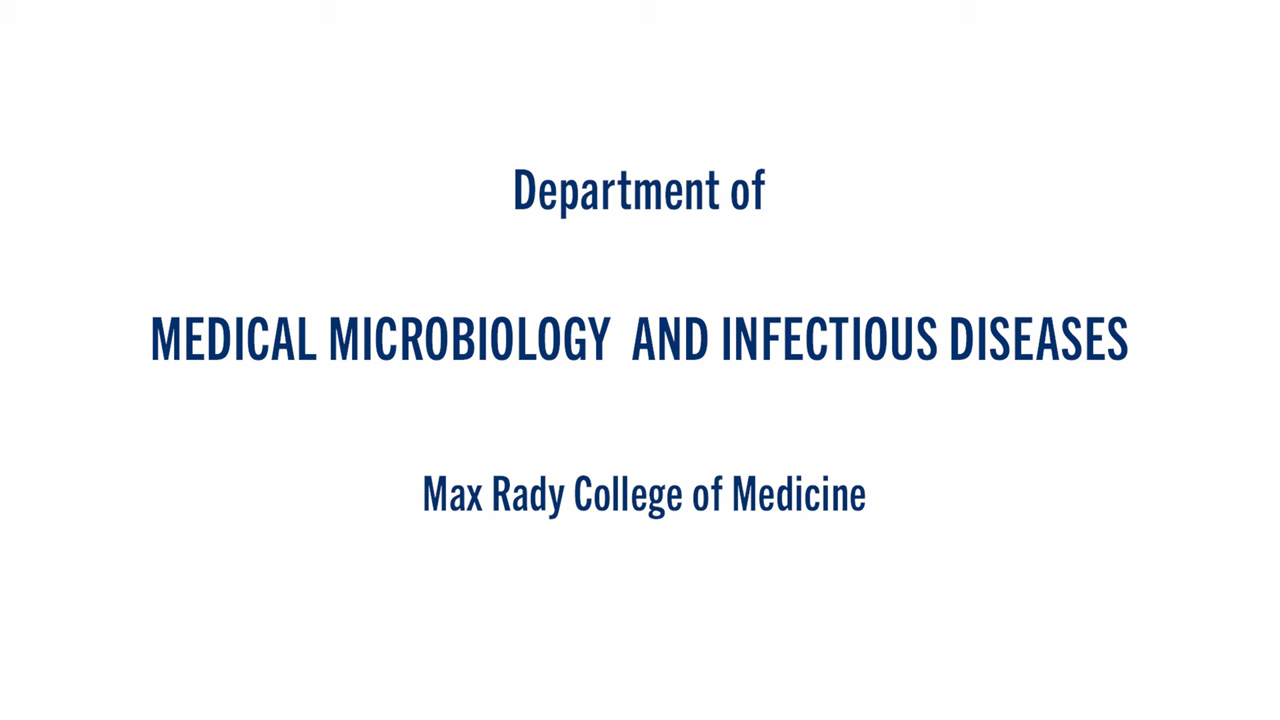 Department of
MEDICAL MICROBIOLOGY  AND INFECTIOUS DISEASES
Max Rady College of Medicine